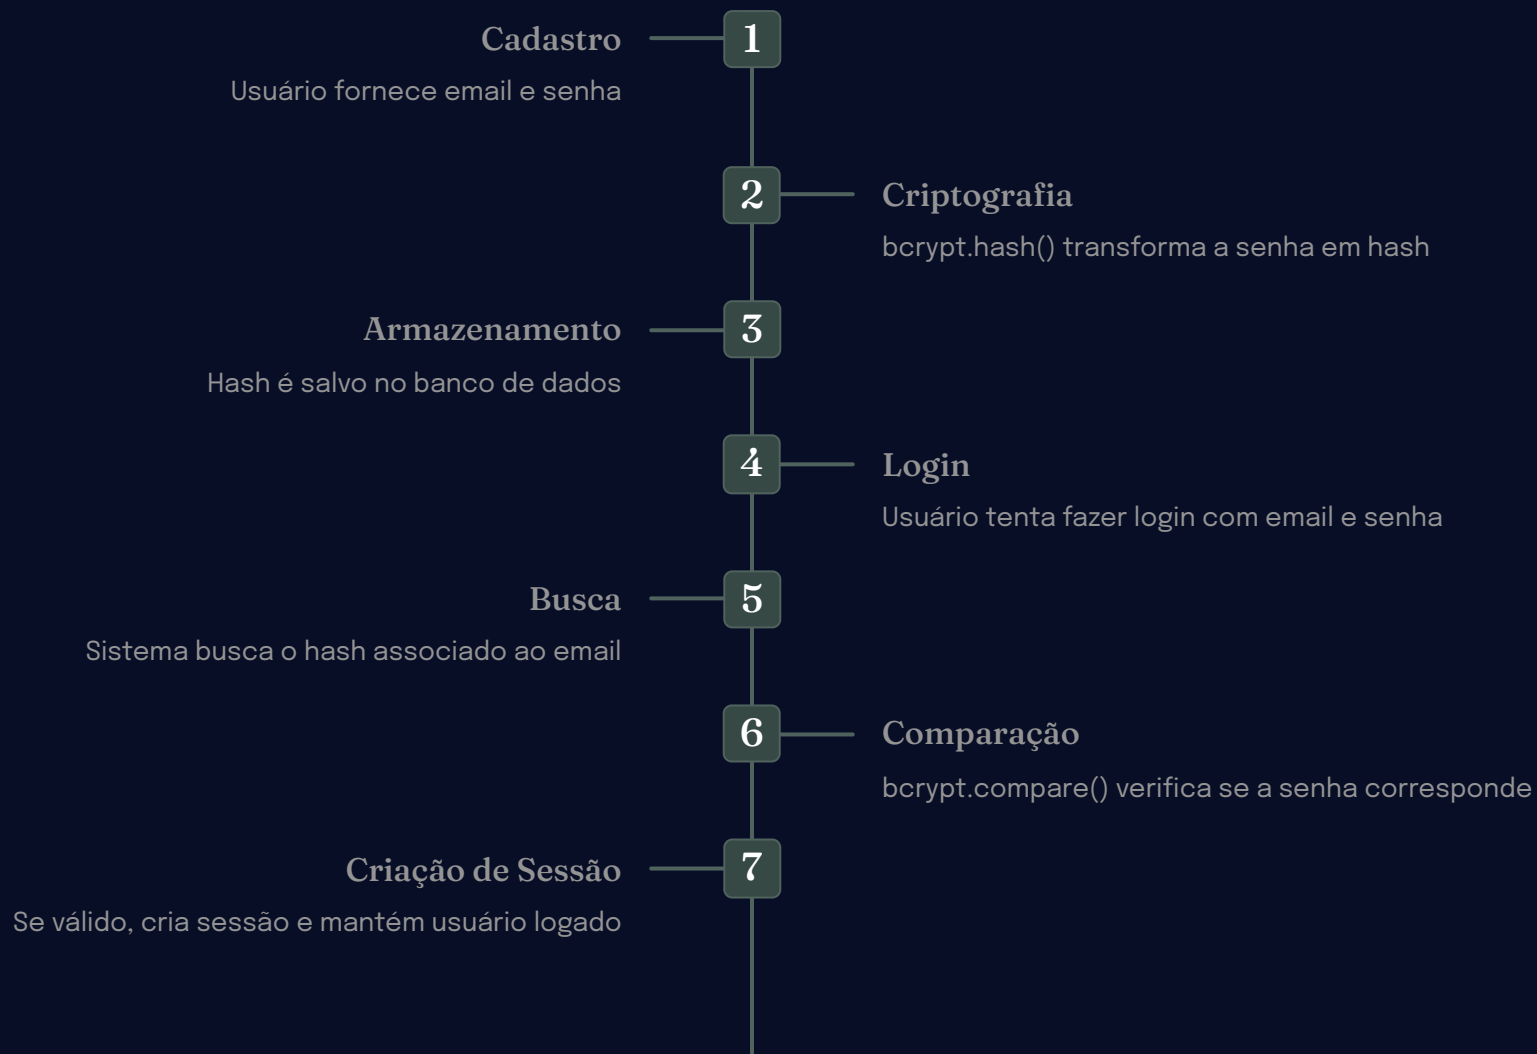 Cadastro
1
Usuário fornece email e senha
2
Criptografia
bcrypt.hash() transforma a senha em hash
Armazenamento
3
Hash é salvo no banco de dados
4
Login
Usuário tenta fazer login com email e senha
Busca
5
Sistema busca o hash associado ao email
6
Comparação
bcrypt.compare() verifica se a senha corresponde
Criação de Sessão
7
Se válido, cria sessão e mantém usuário logado